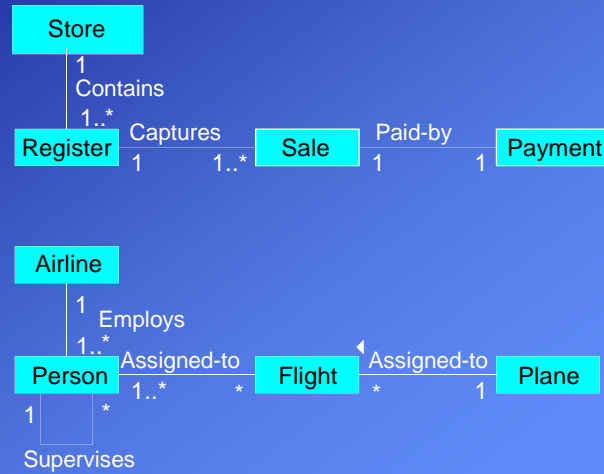 Store
1
Contains
1..*
Register
Captures
1
1..*
Sale
Paid-by
1
1
Payment
Airline
1
Employs
1..*
Person
Assigned-to
1..*
*
Flight
Assigned-to
*
1
Plane
1
*
Supervises